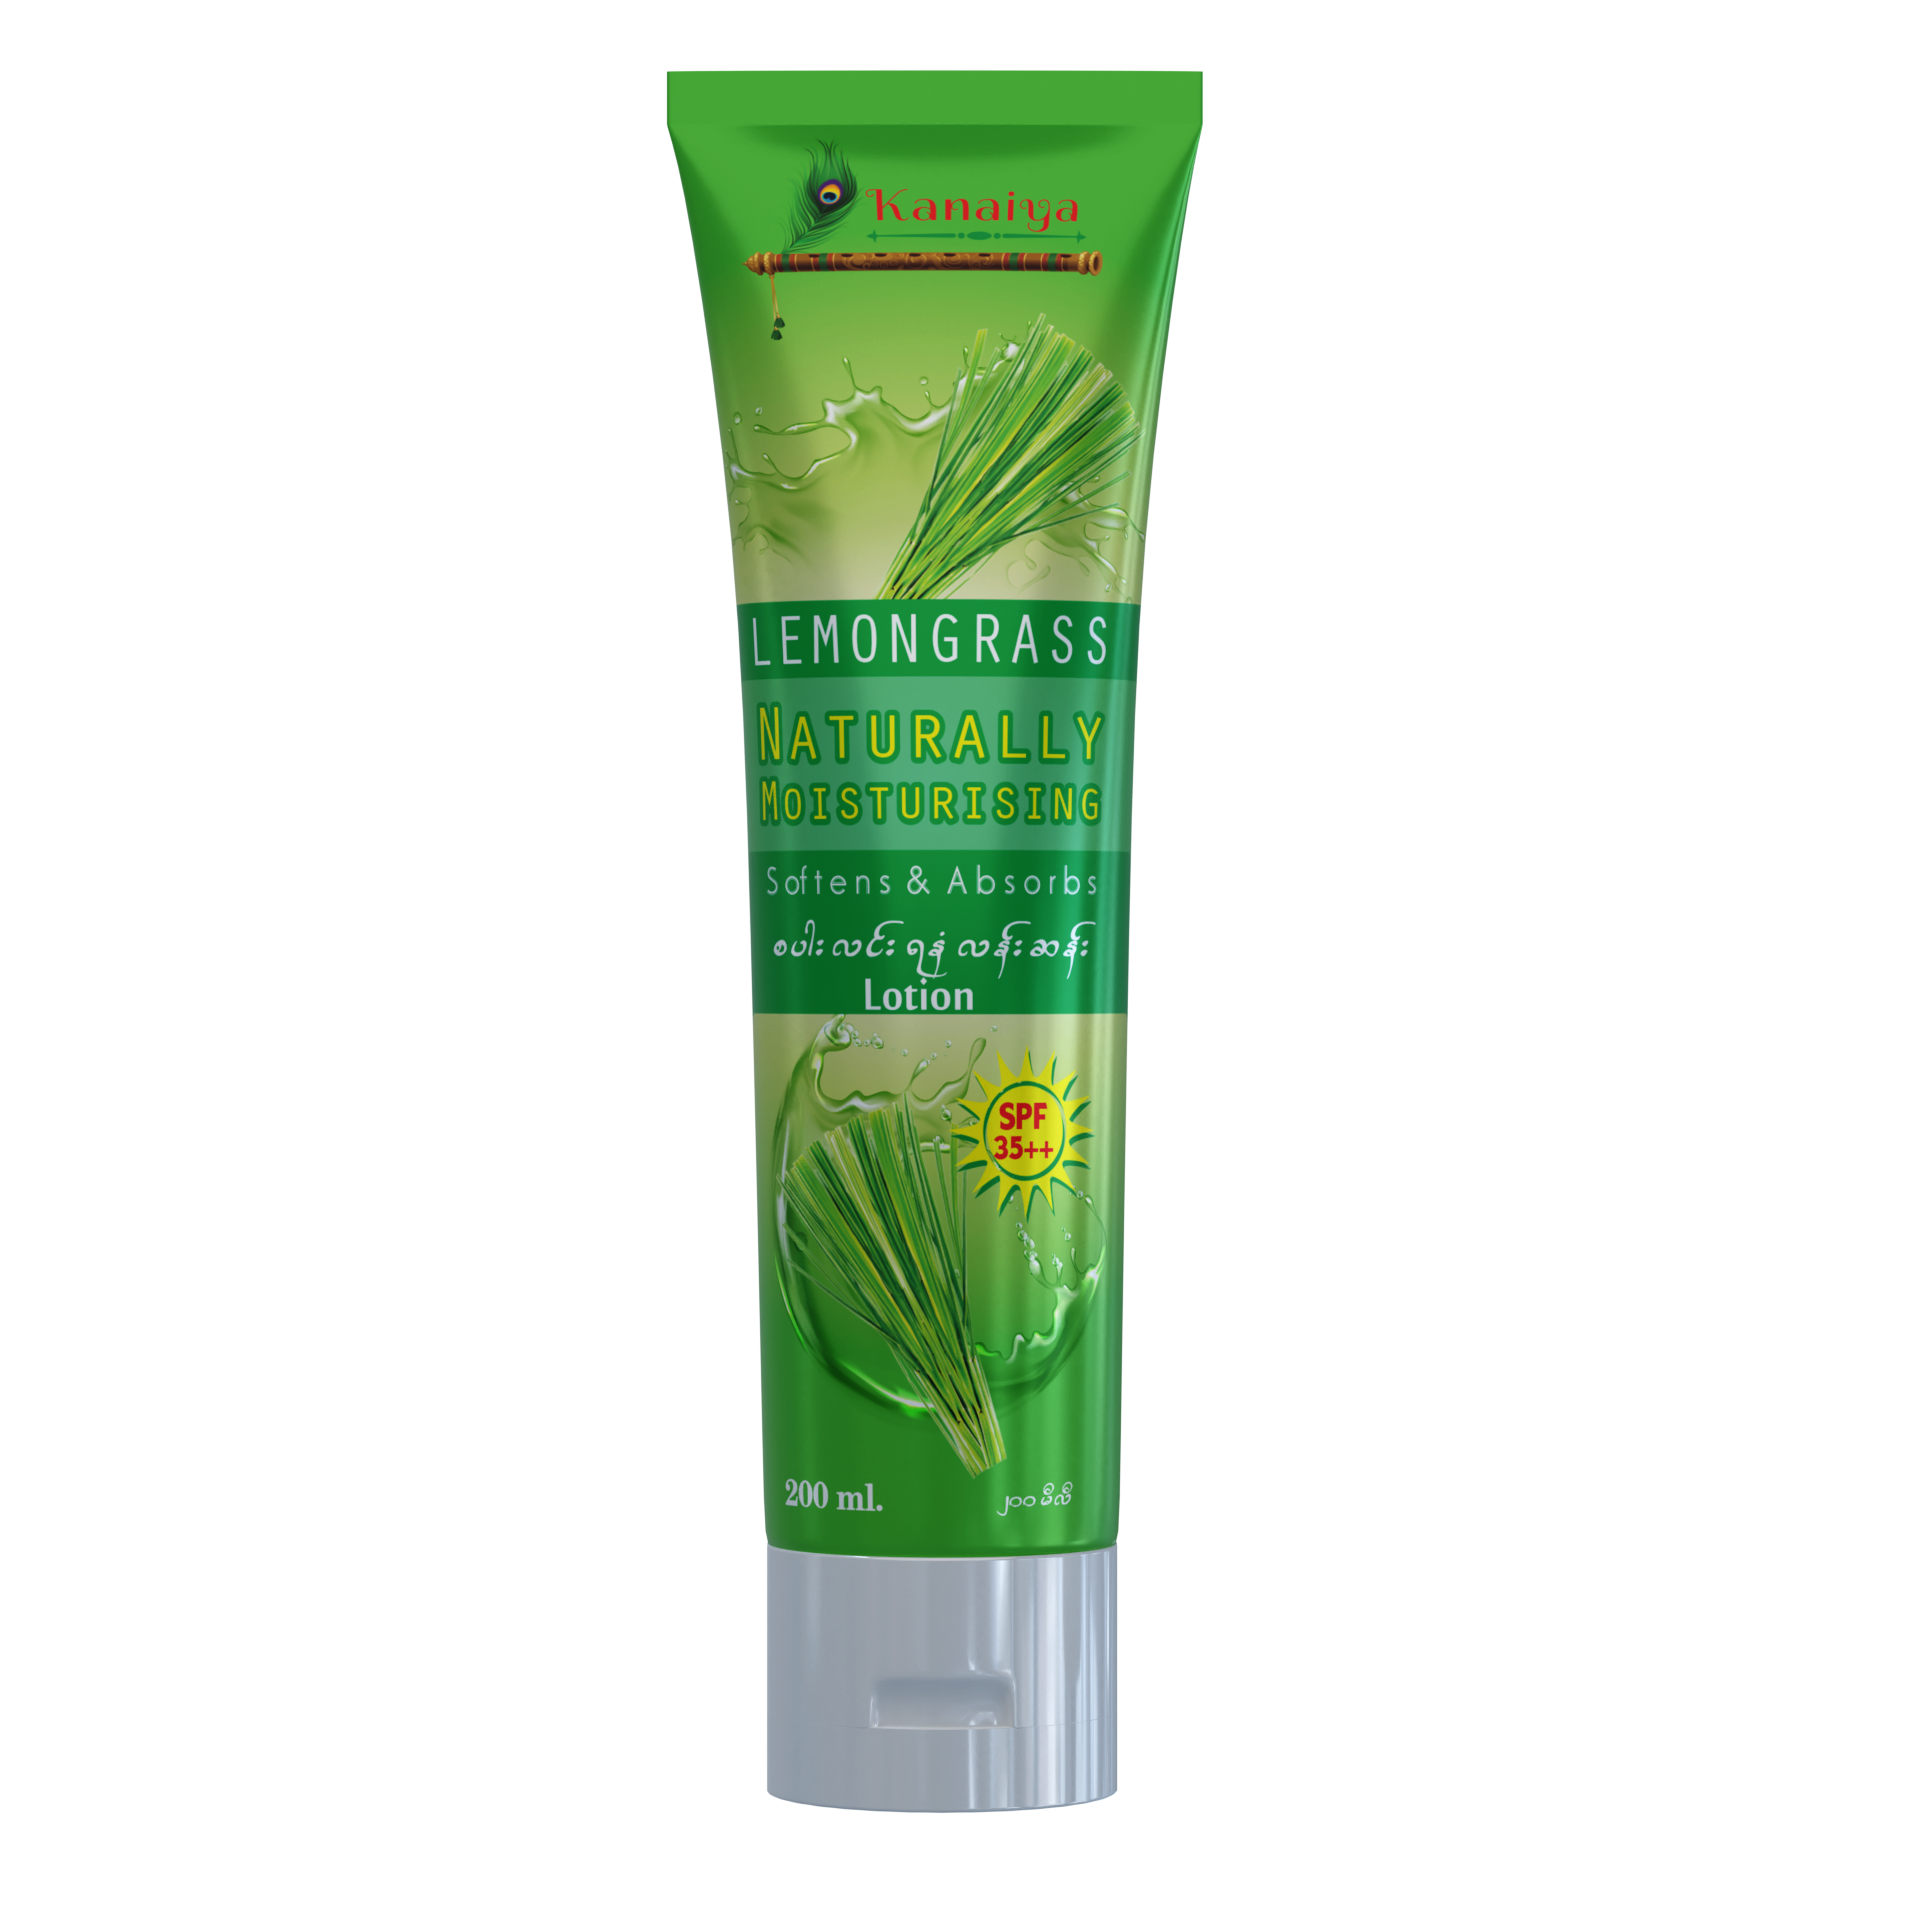 Kanaiya
LEMONGRASS
NATURALLY
MOISTURISING
Softens & Absorbs
စပါးလင်းရနံ့ လန်းဆန်း
Lotion
SPF
35++
200 ml.
၂၀၀ မီလီ